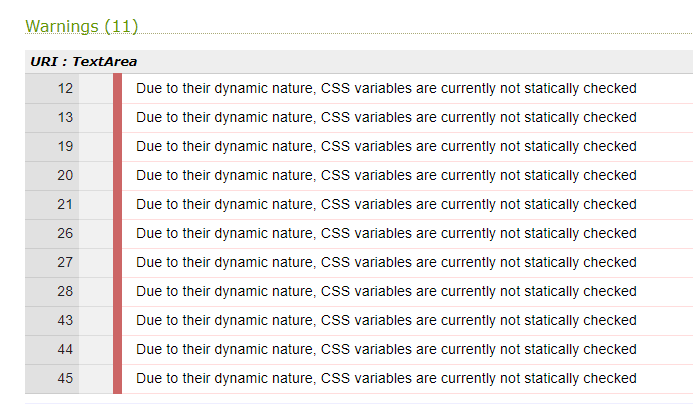 Warnings (11)
URI : TextArea
12 Due to their dynamic nature, CSS variables are currently not statically checked
13 Due to their dynamic nature, CSS variables are currently not statically checked
19 Due to their dynamic nature, CSS variables are currently not statically checked
20 Due to their dynamic nature, CSS variables are currently not statically checked
21 Due to their dynamic nature, CSS variables are currently not statically checked
26 Due to their dynamic nature, CSS variables are currently not statically checked
27 Due to their dynamic nature, CSS variables are currently not statically checked
28 Due to their dynamic nature, CSS variables are currently not statically checked
43 Due to their dynamic nature, CSS variables are currently not statically checked
44 Due to their dynamic nature, CSS variables are currently not statically checked
45 Due to their dynamic nature, CSS variables are currently not statically checked